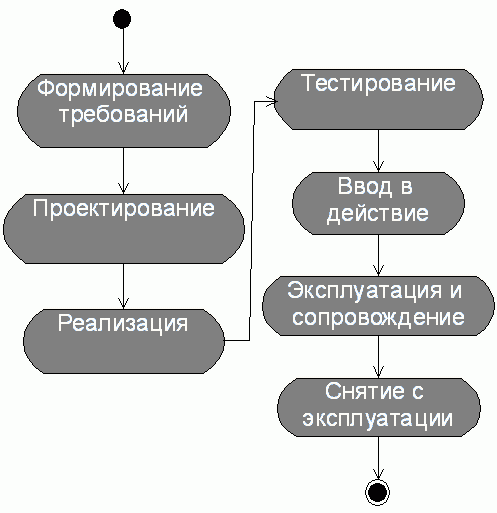 Формирование
требований
Проектирование
Реализация
Тестирование
Ввод в
действие
Эксплуатация и
сопровождение
Снятие с
эксплуатации